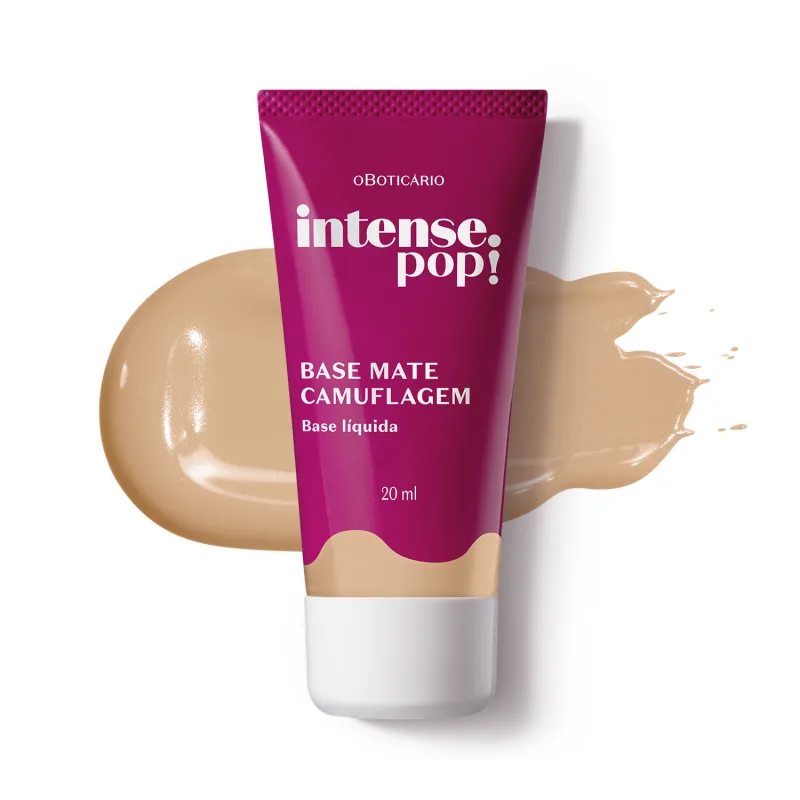 oBOTICÁRIO
intense.
pop!
BASE MATE
CAMUFLAGEM
Base líquida
20 ml